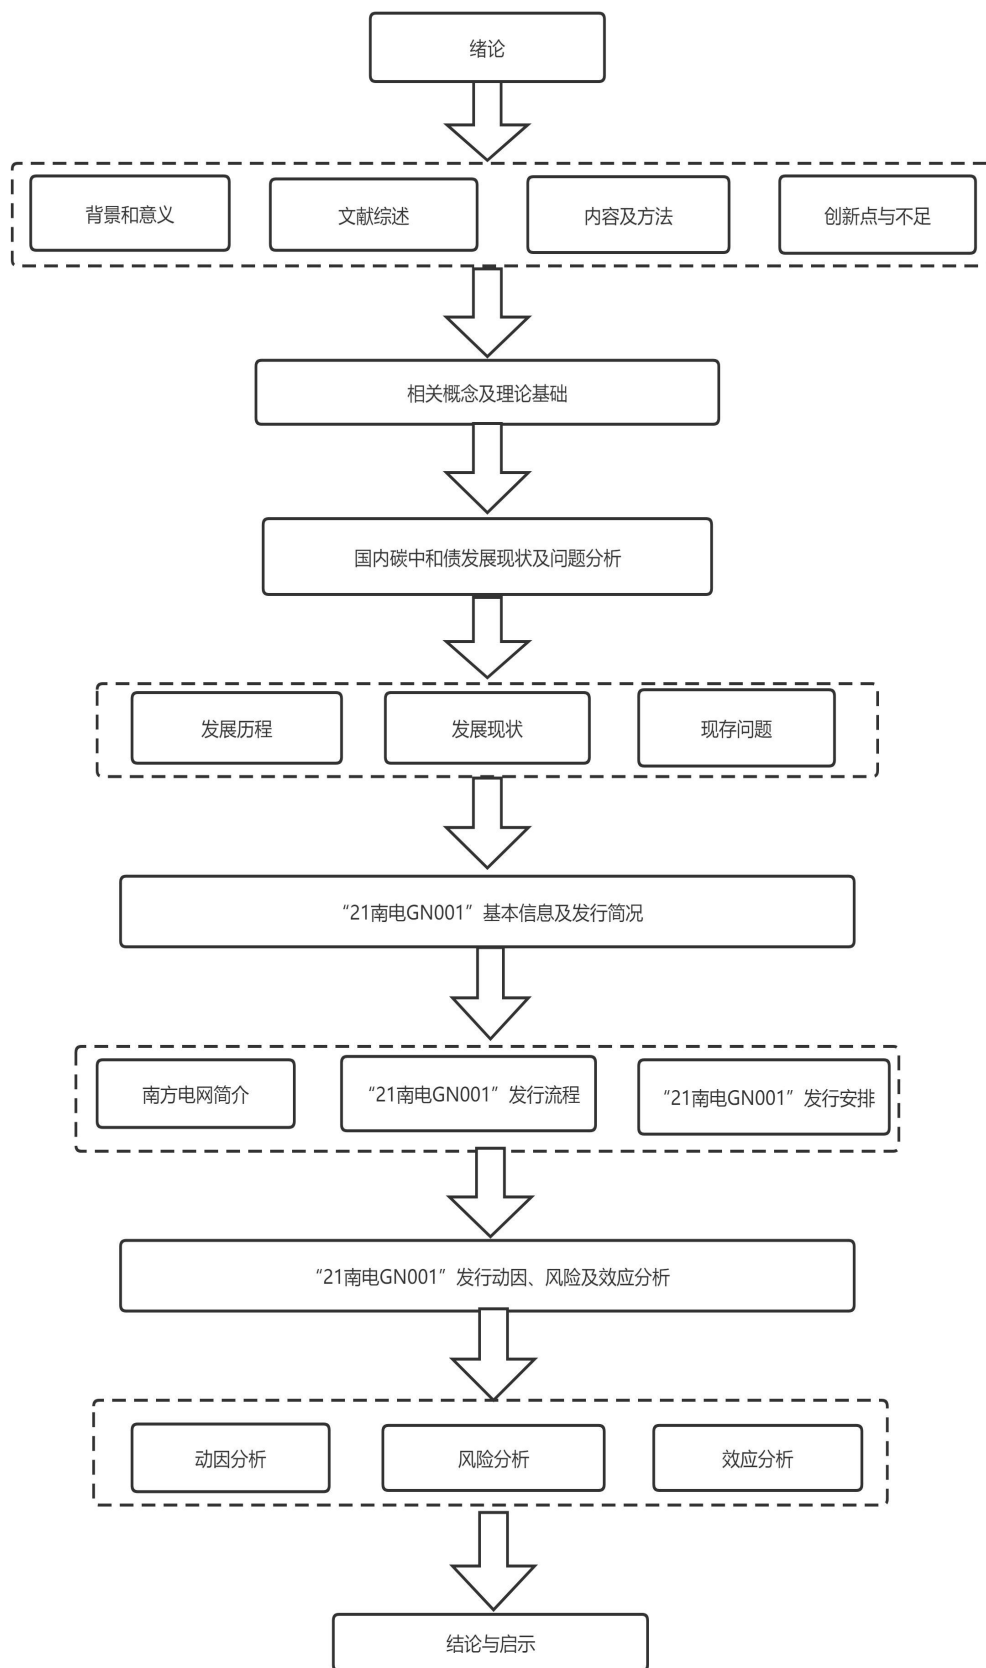 绪论
背景和意义
文献综述
内容及方法
创新点与不足
相关概念及理论基础
国内碳中和债发展现状及问题分析
发展历程
发展现状
现存问题
“21南电GN001”基本信息及发行简况
南方电网简介
“21南电GN001”发行流程
“21南电GN001”发行安排
“21南电GN001”发行动因、风险及效应分析
动因分析
风险分析
效应分析
结论与启示